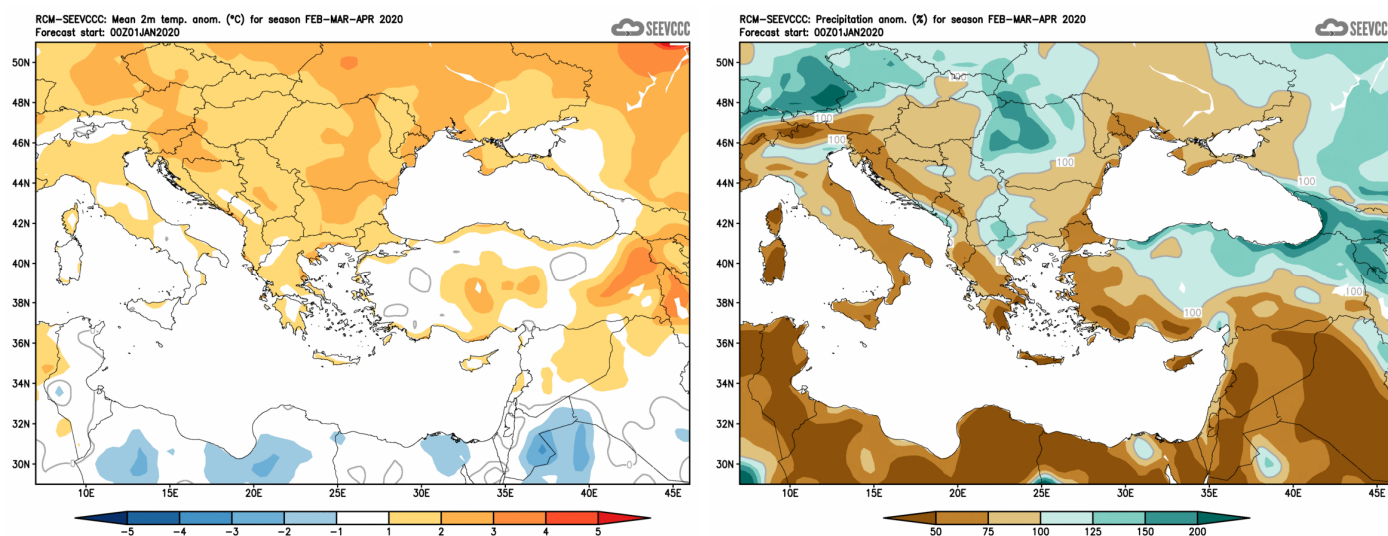 RCM-SEEVCCC: Mean 2m temp. anom. (°C) for season FEB-MAR-APR 2020
Forecast start: 00Z01JAN2020
SEEVCCC
50N
48N
46N
44N
42N
40N
38N
36N
34N
32N
30N
0
0
10E
15E
20E
25E
30E
35E
40E
45E
-5
-4
-3
-2
-1
1
2
3
4
5
RCM-SEEVCCC: Precipitation anom. (%) for season FEB-MAR-APR 2020
Forecast start: 00Z01JAN2020
SEEVCCC
50N
48N
46N
44N
42N
40N
38N
36N
34N
32N
30N
100
100
100
100
100
100
100
100
10E
15E
20E
25E
30E
35E
40E
45E
50
75
100
125
150
200